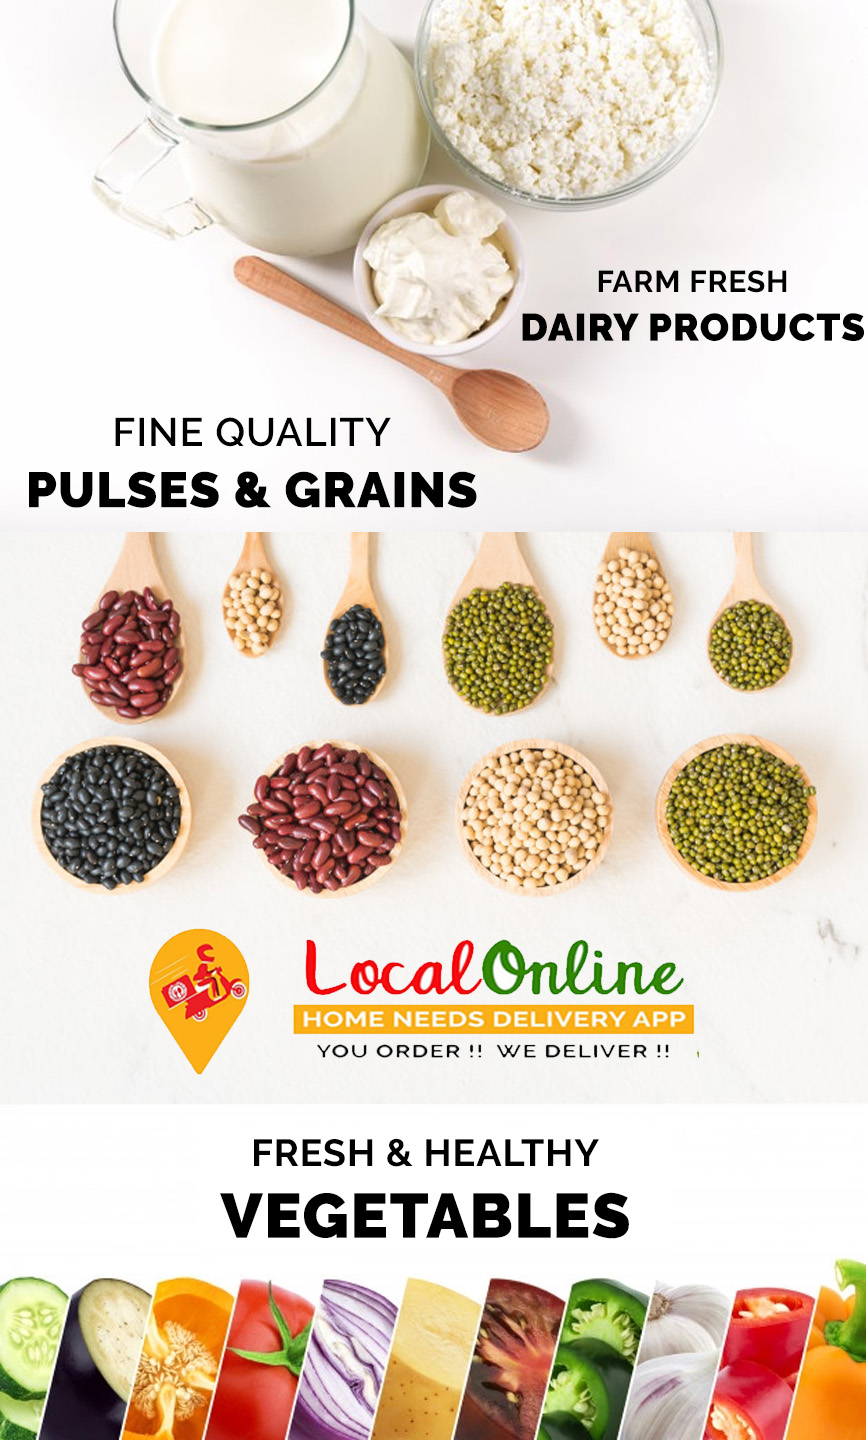 FARM FRESH
DAIRY PRODUCTS
FINE QUALITY
PULSES & GRAINS
LocalOnline
HOME NEEDS DELIVERY APP
YOU ORDER !! WE DELIVER !!
FRESH & HEALTHY
VEGETABLES